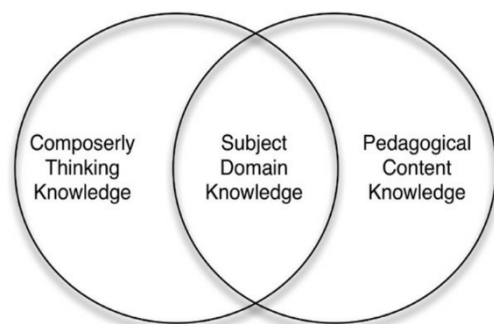 Composerly
Thinking
Knowledge
Subject
Domain
Knowledge
Pedagogical
Content
Knowledge